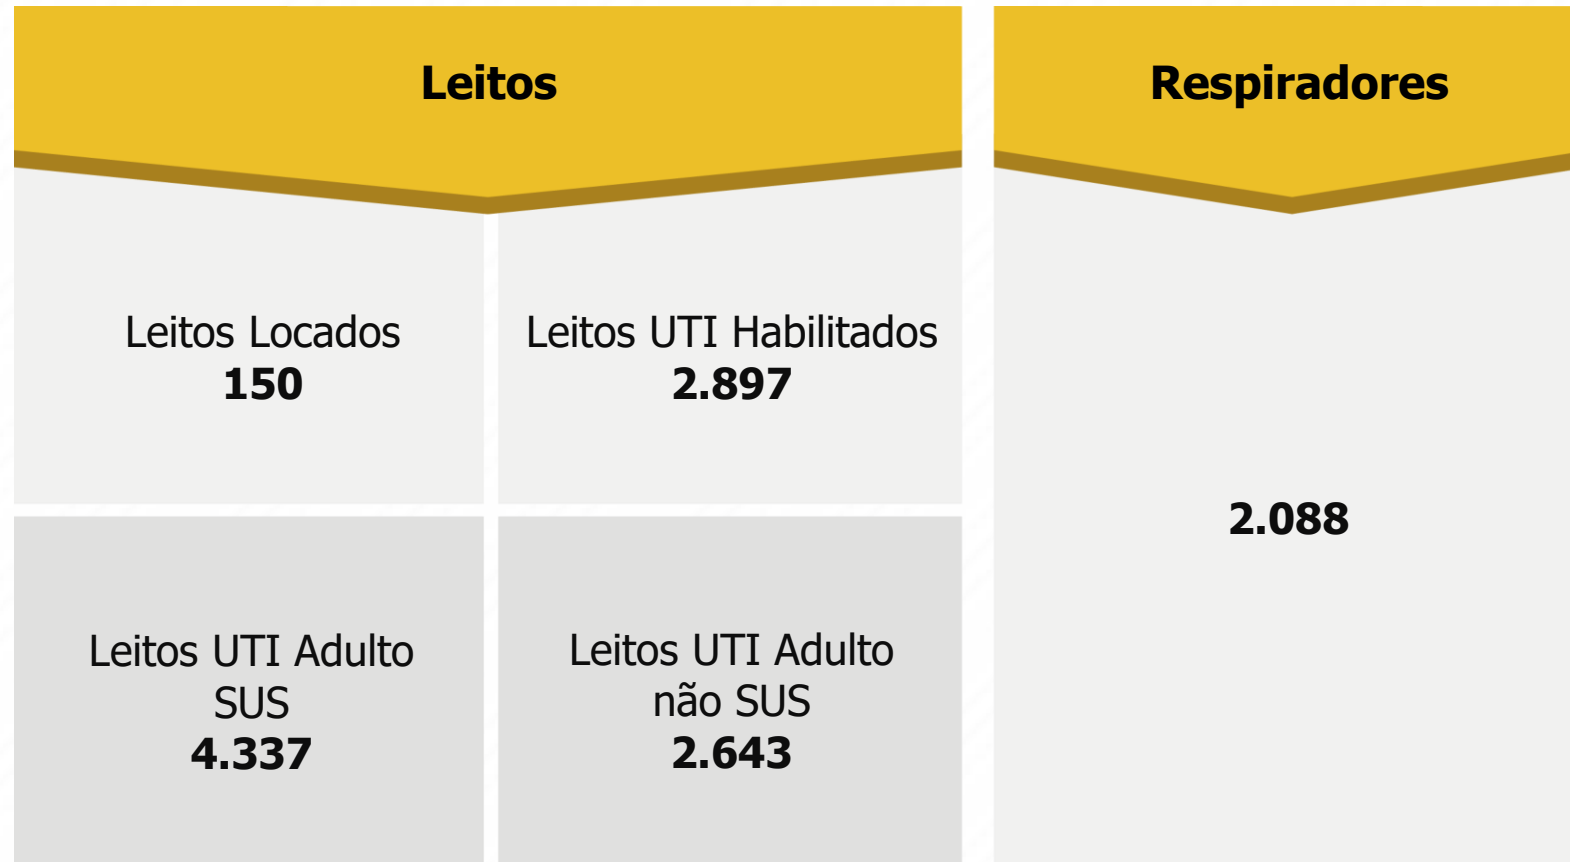 Leitos
Respiradores
Leitos Locados
150
Leitos UTI Habilitados
2.897
Leitos UTI Adulto
SUS
4.337
Leitos UTI Adulto
não SUS
2.643
2.088